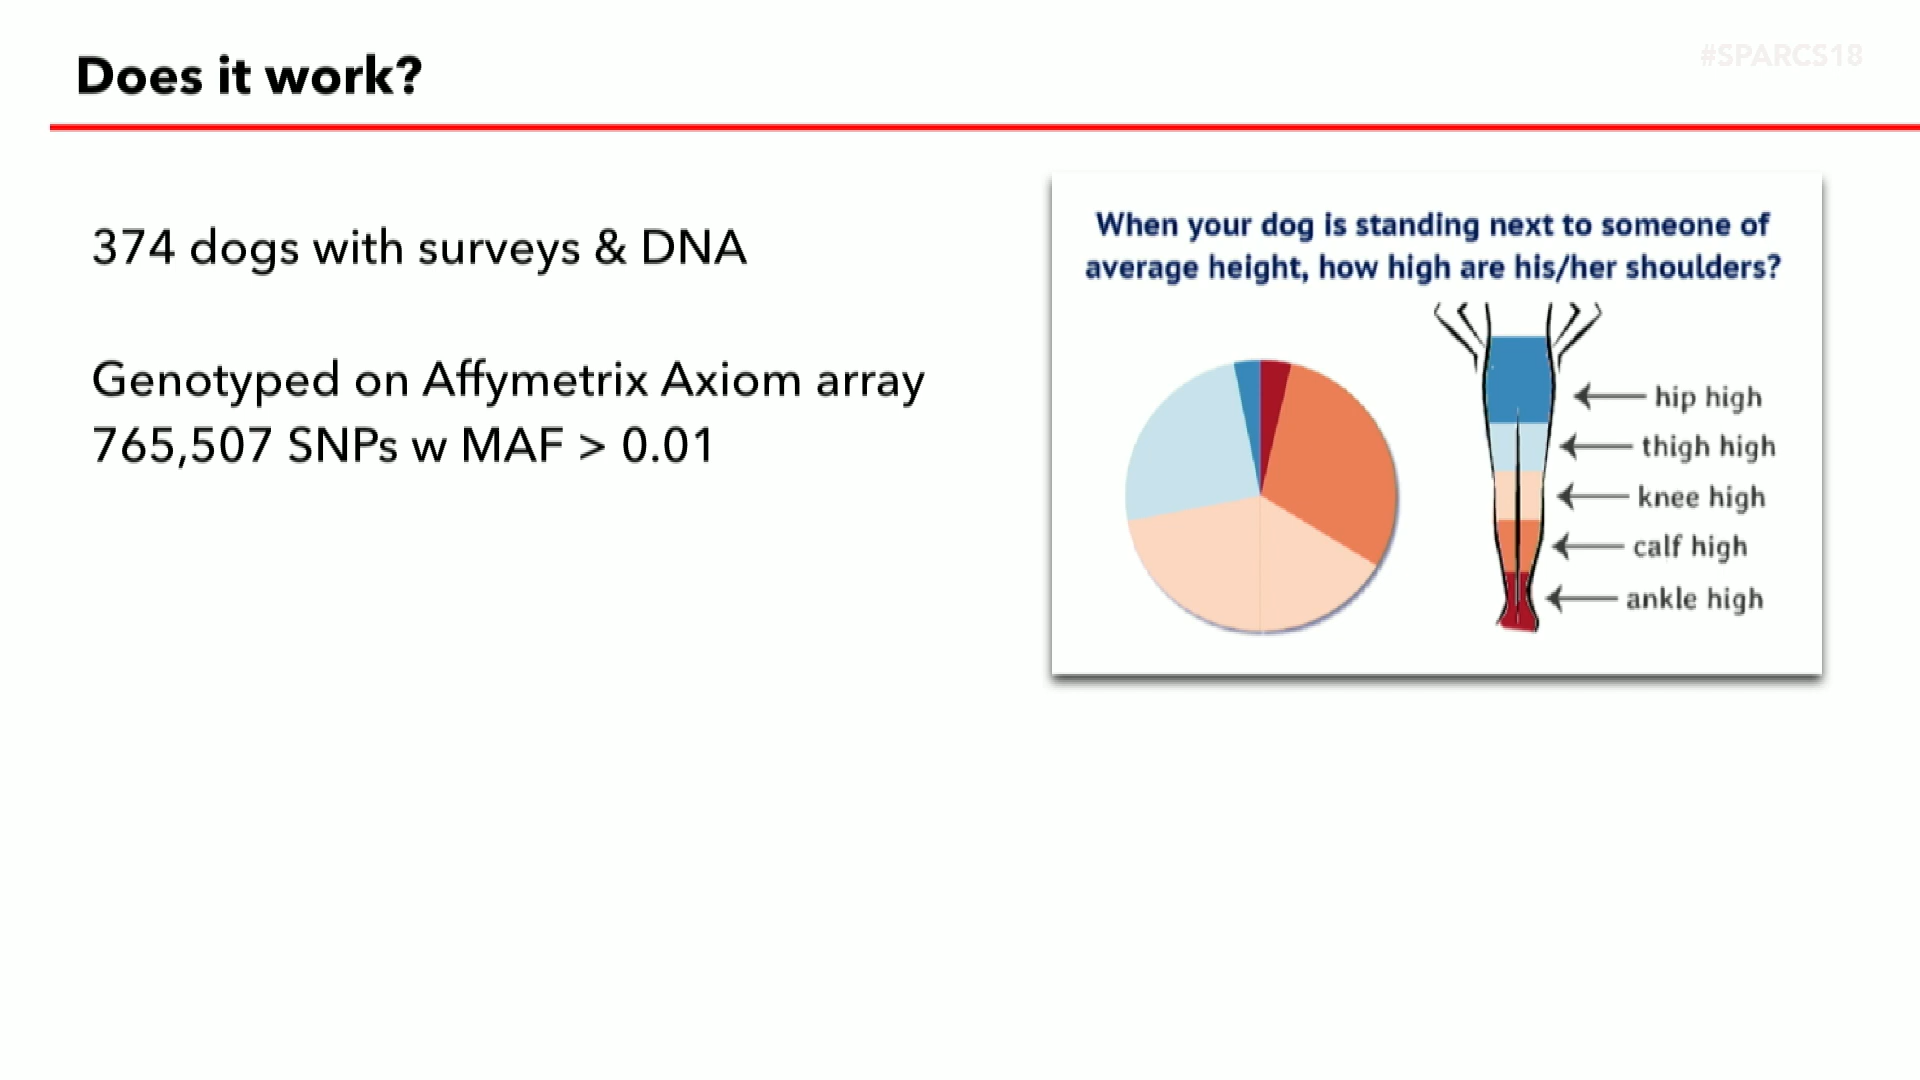 Does it work?
#SPARCS18
374 dogs with surveys & DNA
Genotyped on Affymetrix Axiom array
765,507 SNPs w MAF > 0.01
When your dog is standing next to someone of
average height, how high are his/her shoulders?
hip high
thigh high
knee high
calf high
ankle high